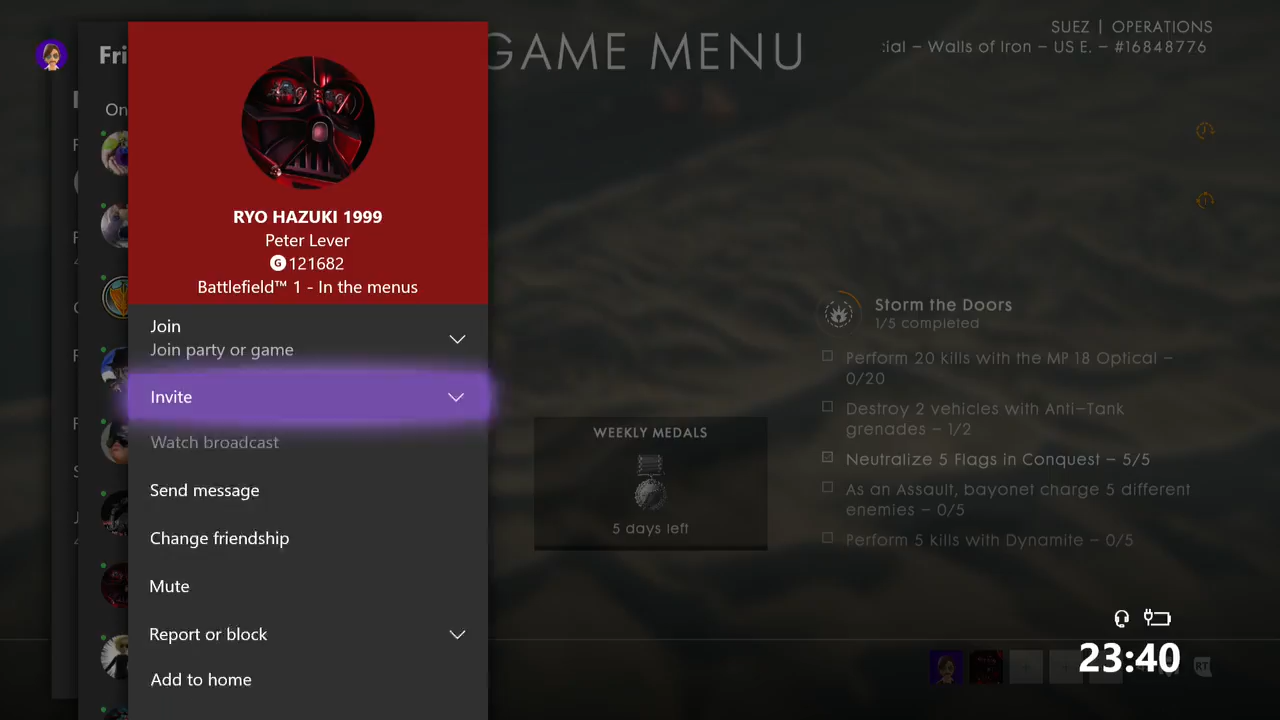 Fri
On
RYO HAZUKI 1999
Peter Lever
G 121682
Battlefield™ 1 - In the menus
Join
Join party or game
Invite
Watch broadcast
Send message
Change friendship
Mute
Report or block
Add to home
GAME MENU
SUEZ | OPERATIONS
:ial – Walls of Iron – US E. – #16848776
Storm the Doors
1/5 completed
Perform 20 kills with the MP 18 Optical –
0/20
Destroy 2 vehicles with Anti–Tank
grenades – 1/2
Neutralize 5 Flags in Conquest – 5/5
As an Assault, bayonet charge 5 different
enemies – 0/5
Perform 5 kills with Dynamite – 0/5
WEEKLY MEDALS
5 days left
23:40
RT